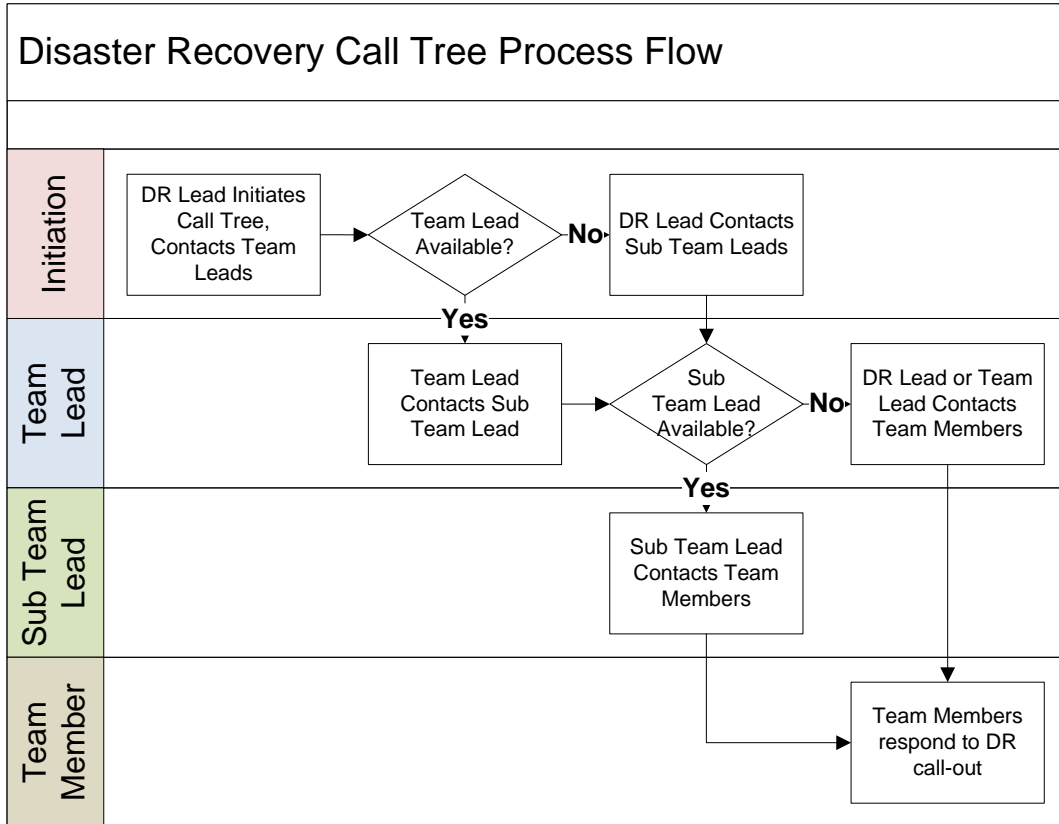 Disaster Recovery Call Tree Process Flow
Initiation
DR Lead Initiates
Call Tree,
Contacts Team
Leads
Team Lead
Available?
No
DR Lead Contacts
Sub Team Leads
Yes
Team
Lead
Team Lead
Contacts Sub
Team Lead
Sub
Team Lead
Available?
No
DR Lead or Team
Lead Contacts
Team Members
Yes
Sub Team
Lead
Sub Team Lead
Contacts Team
Members
Team
Member
Team Members
respond to DR
call-out